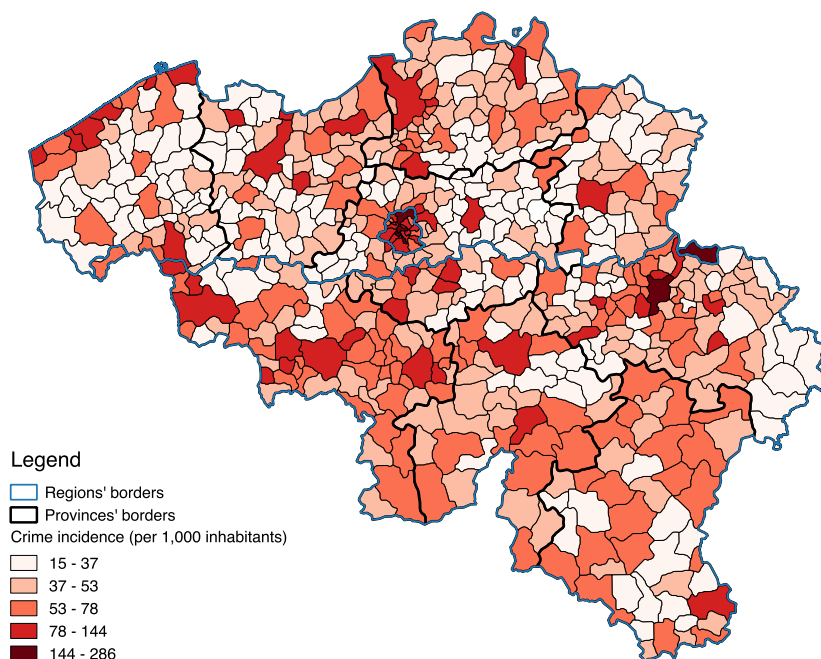 Legend
Regions' borders
Provinces' borders
Crime incidence (per 1,000 inhabitants)
15 - 37
37 - 53
53 - 78
78 - 144
144 - 286